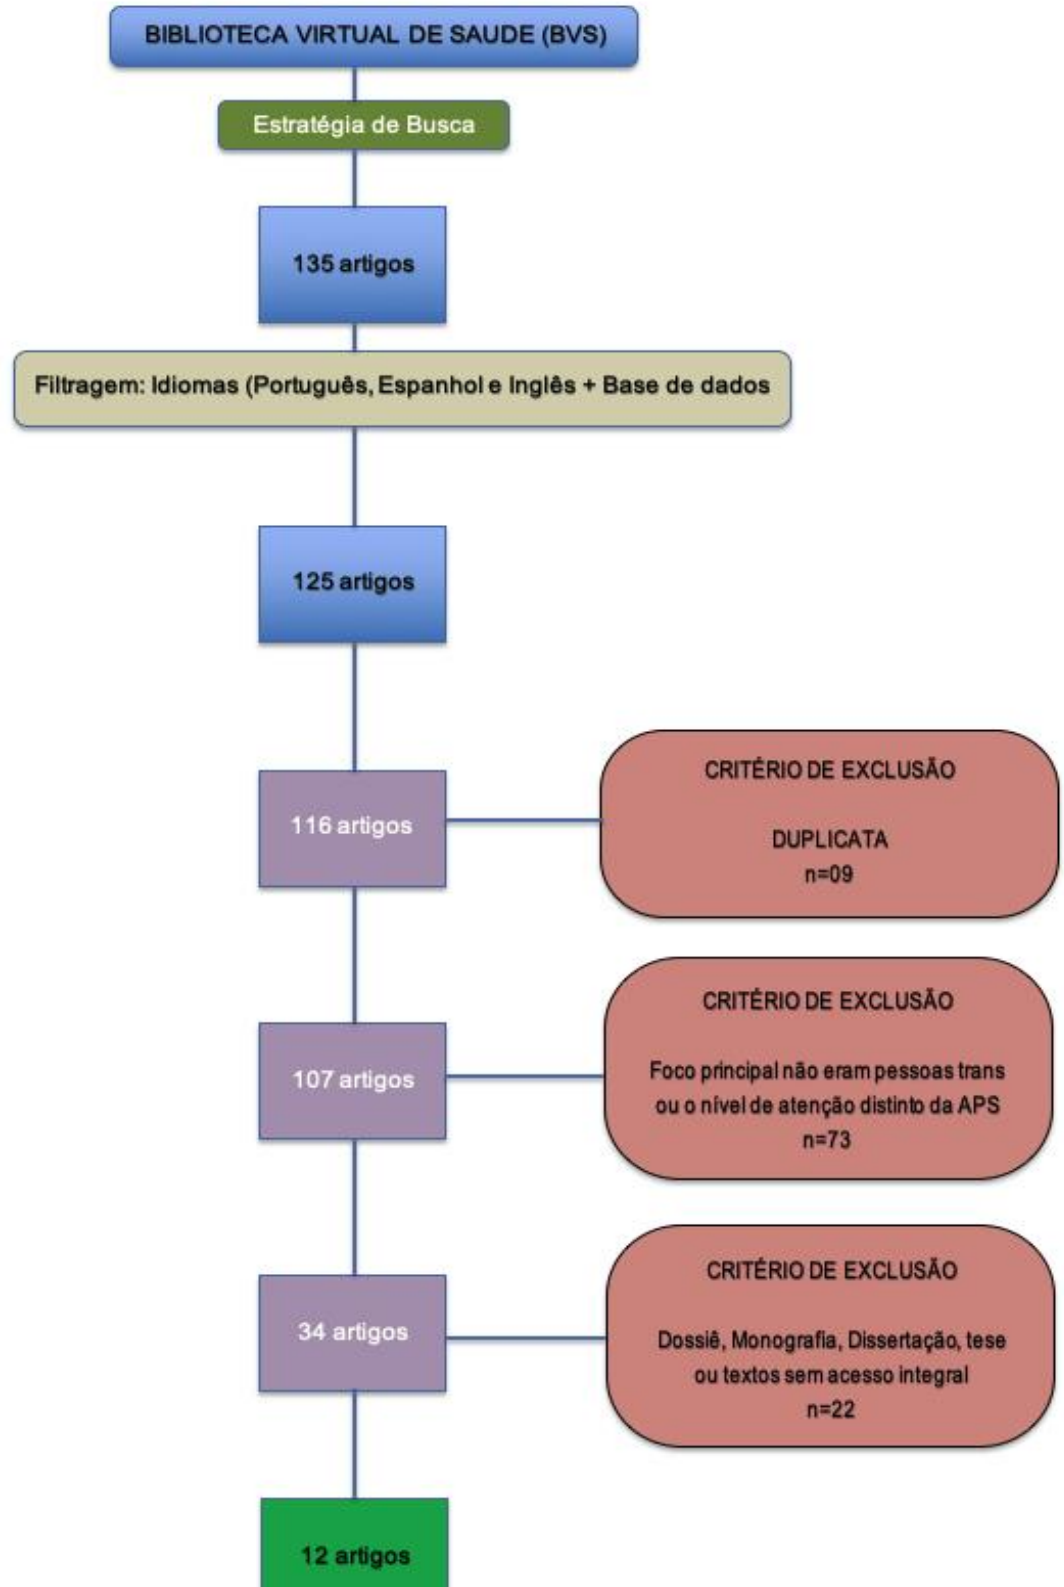 BIBLIOTECA VIRTUAL DE SAUDE (BVS)
Estratégia de Busca
135 artigos
Filtragem: Idiomas (Português, Espanhol e Inglês + Base de dados
125 artigos
116 artigos
CRITÉRIO DE EXCLUSÃO
DUPLICATA
n=09
107 artigos
CRITÉRIO DE EXCLUSÃO
Foco principal não eram pessoas trans
ou o nível de atenção distinto da APS
n=73
34 artigos
CRITÉRIO DE EXCLUSÃO
Dossiê, Monografia, Dissertação, tese
ou textos sem acesso integral
n=22
12 artigos